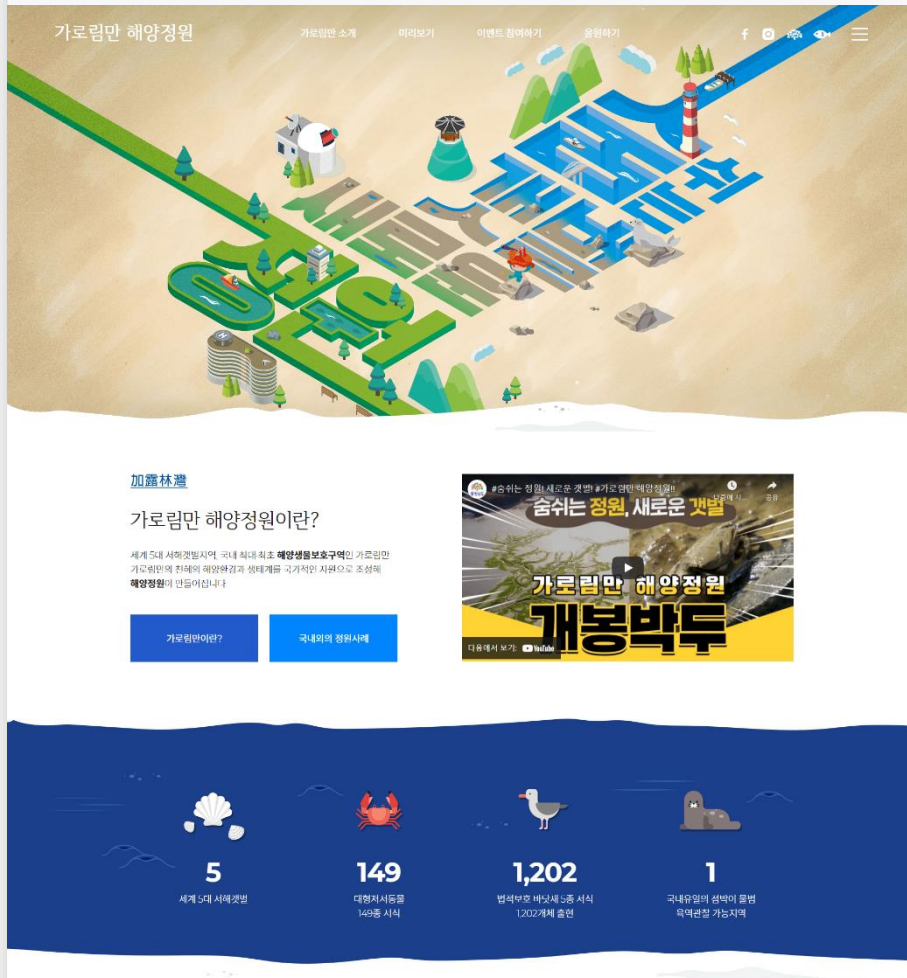 가로림만 해양정원
가로림만 소개
미리보기
이벤트 참여하기
응원하기
加露林灣
가로림만 해양정원이란?
세계 5대 서해갯벌지역, 국내 최대 최초 해양생물보호구역인 가로림만
가로림만의 천혜의 해양환경과 생태계를 국가적인 자원으로 조성해
해양정원이 만들어집니다
가로림만이란?
국내외의 정원사례
#숨쉬는 정원! 새로운 갯벌! #가로림만 해양정원!!
나중에 시...
공유
숨쉬는 정원, 새로운 갯벌
가로림만 해양정원
개봉박두
다음에서 보기: YouTube
5
세계 5대 서해갯벌
149
대형저서동물
149종 서식
1,202
법적보호 바닷새 5종 서식
1,202개체 출현
1
국내유일의 점박이 물범
육역관찰 가능지역